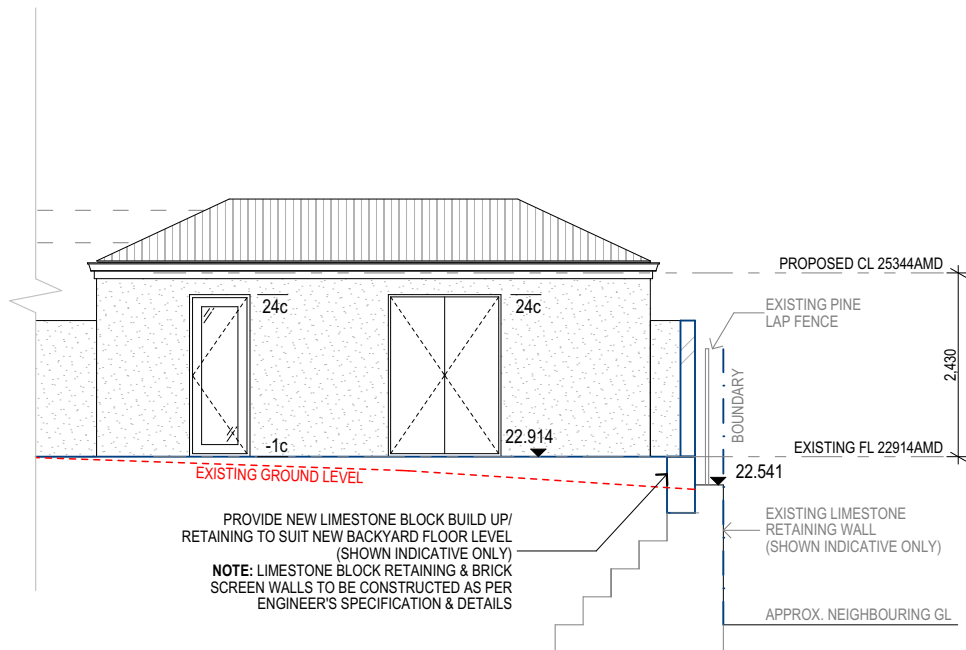 PROPOSED CL 25344AMD
24c
24c
EXISTING PINE
LAP FENCE
2,430
BOUNDARY
-1c
22.914
EXISTING FL 22914AMD
EXISTING GROUND LEVEL
22.541
PROVIDE NEW LIMESTONE BLOCK BUILD UP/
RETAINING TO SUIT NEW BACKYARD FLOOR LEVEL
(SHOWN INDICATIVE ONLY)
NOTE: LIMESTONE BLOCK RETAINING & BRICK
SCREEN WALLS TO BE CONSTRUCTED AS PER
ENGINEER'S SPECIFICATION & DETAILS
EXISTING LIMESTONE
RETAINING WALL
(SHOWN INDICATIVE ONLY)
APPROX. NEIGHBOURING GL